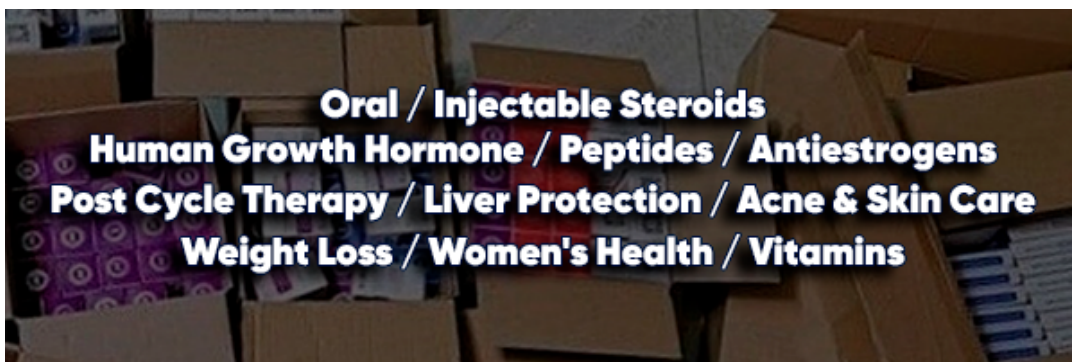 Oral / Injectable Steroids
Human Growth Hormone / Peptides / Antiestrogens
Post Cycle Therapy / Liver Protection / Acne & Skin Care
Weight Loss / Women's Health / Vitamins